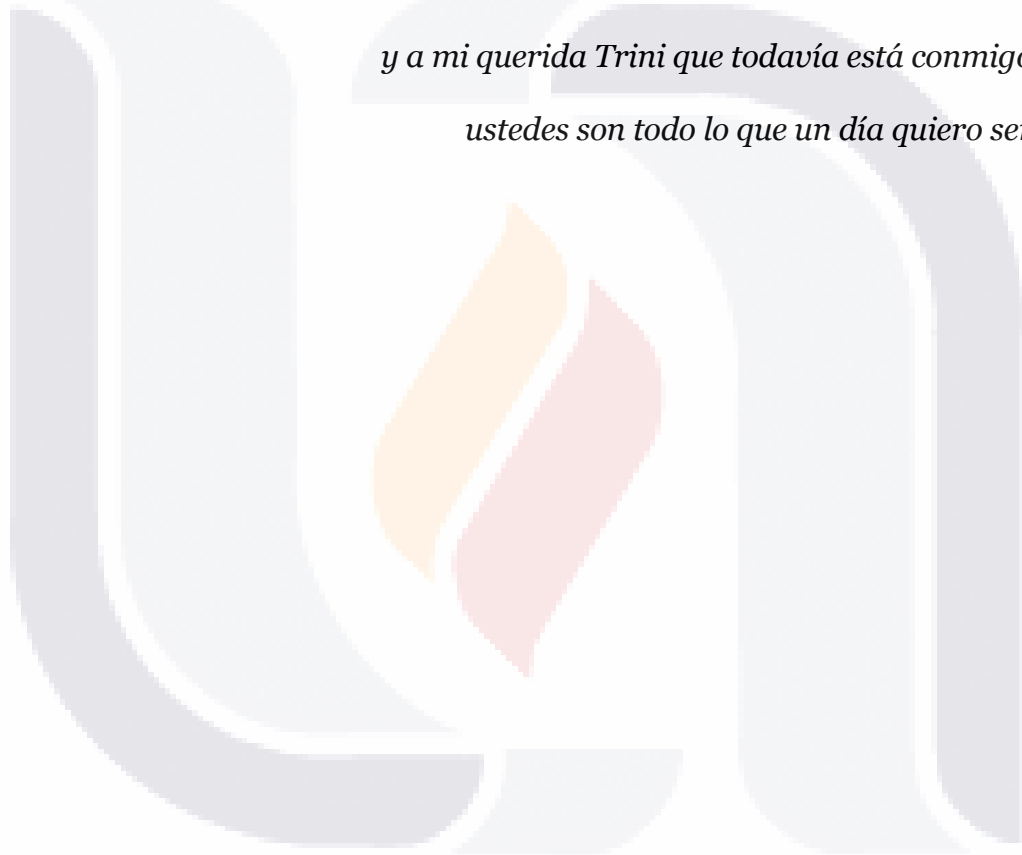 y a mi querida Trini que todavía está conmigo
ustedes son todo lo que un día quiero ser